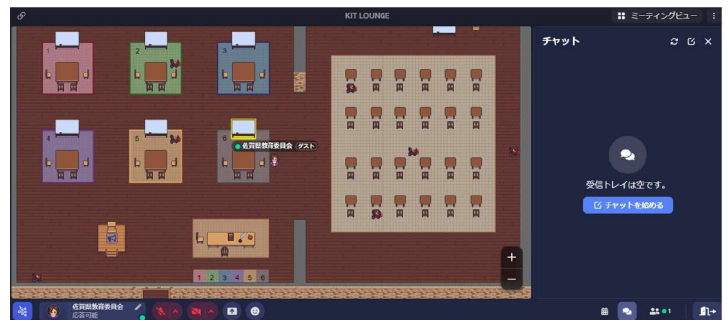 KIT LOUNGE
ミーティングビュー
チャット
1
2
3
4
5
6
佐賀県教育委員会 ゲスト
受信トレイは空です。
チャットを始める
1 2 3 4 5 6
佐賀県教育委員会
応答可能
1